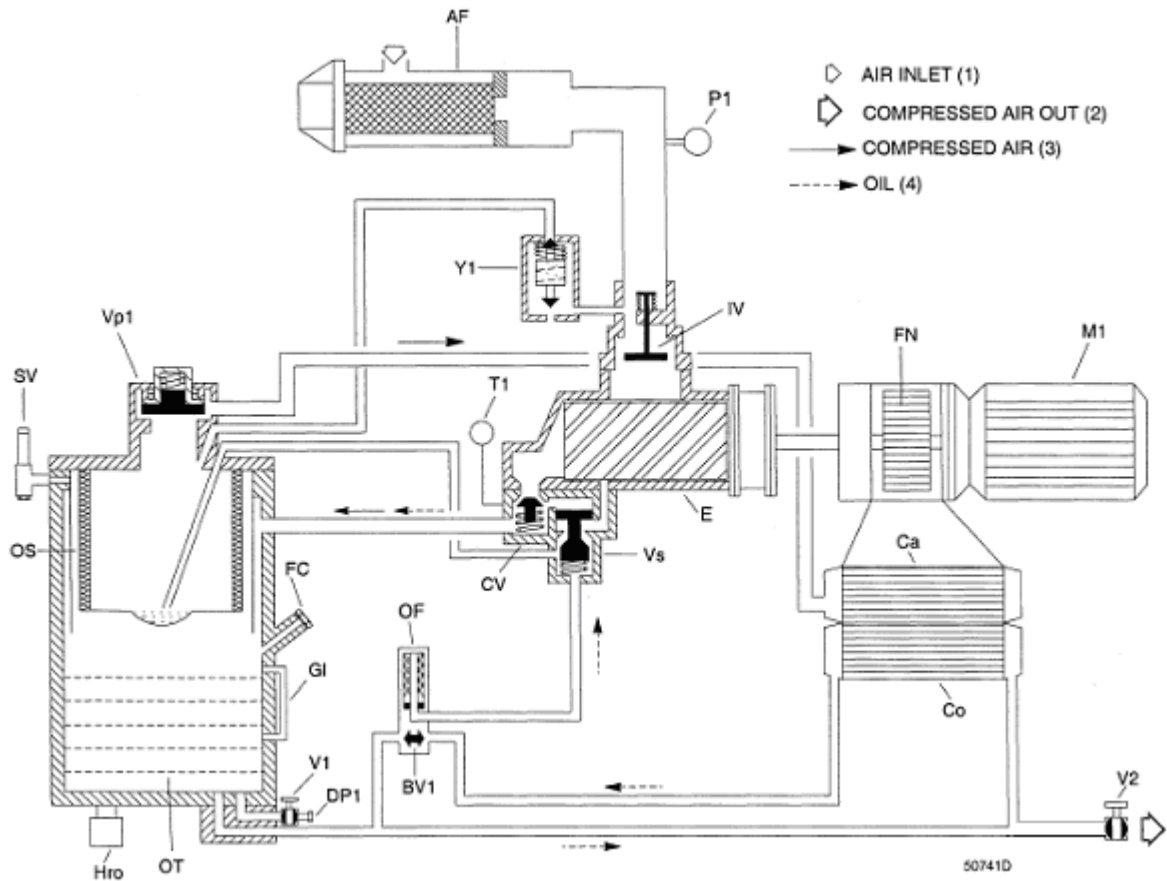 AF
P1
AIR INLET (1)
COMPRESSED AIR OUT (2)
COMPRESSED AIR (3)
OIL (4)
Y1
Vp1
IV
FN
M1
SV
T1
E
OS
CV
Vs
Ca
FC
OF
GI
Co
V1
BV1
V2
DP1
Hro
OT
50741D